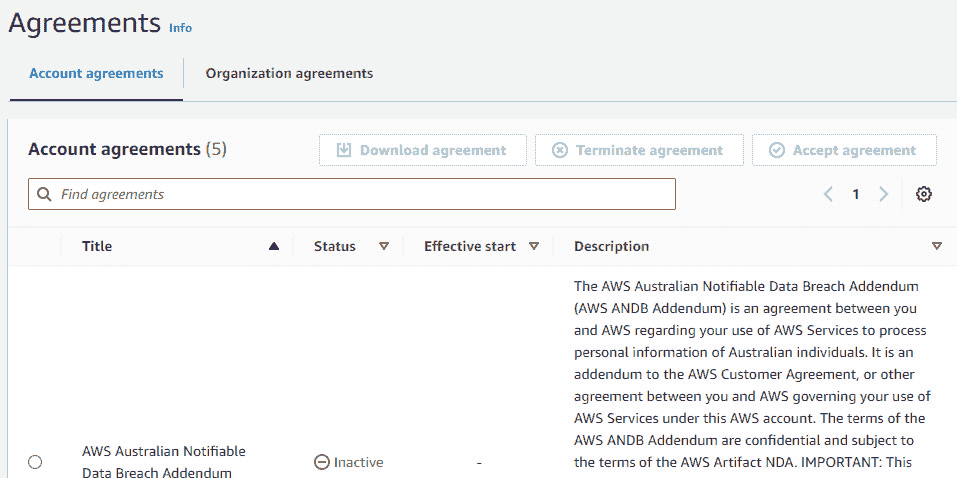 Agreements Info
Account agreements Organization agreements
Account agreements (5) Download agreement Terminate agreement Accept agreement
Find agreements 1
Title Status Effective start Description
The AWS Australian Notifiable Data Breach Addendum
(AWS ANDB Addendum) is an agreement between you
and AWS regarding your use of AWS Services to process
personal information of Australian individuals. It is an
addendum to the AWS Customer Agreement, or other
agreement between you and AWS governing your use of
AWS Services under this AWS account. The terms of the
AWS ANDB Addendum are confidential and subject to
the terms of the AWS Artifact NDA. IMPORTANT: This
AWS Australian Notifiable
Data Breach Addendum
Inactive -